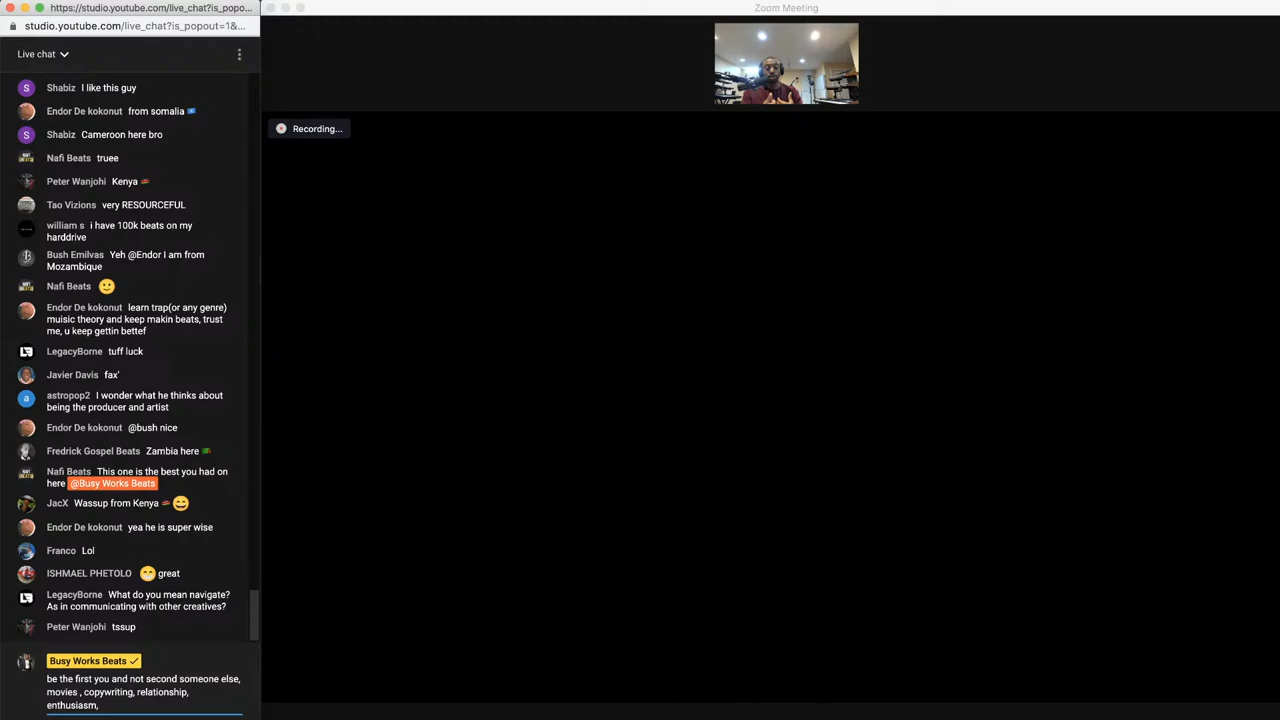 https://studio.youtube.com/live_chat?is_popo...
Zoom Meeting
studio.youtube.com/live_chat?is_popout=1&...
Live chat
Recording...
S Shabiz I like this guy
Endor De kokonut from somalia
S Shabiz Cameroon here bro
Nafi Beats truee
Peter Wanjohi Kenya
Tao Vizions very RESOURCEFUL
william s i have 100k beats on my
harddrive
Bush Emilvas Yeh @Endor I am from
Mozambique
Nafi Beats
Endor De kokonut learn trap(or any genre)
muisic theory and keep makin beats, trust
me, u keep gettin bettef
LegacyBorne tuff luck
Javier Davis fax'
a astropop2 I wonder what he thinks about
being the producer and artist
Endor De kokonut @bush nice
Fredrick Gospel Beats Zambia here
Nafi Beats This one is the best you had on
here @Busy Works Beats
JacX Wassup from Kenya
Endor De kokonut yea he is super wise
Franco Lol
ISHMAEL PHETOLO great
LegacyBorne What do you mean navigate?
As in communicating with other creatives?
Peter Wanjohi tssup
Busy Works Beats
be the first you and not second someone else,
movies , copywriting, relationship,
enthusiasm,